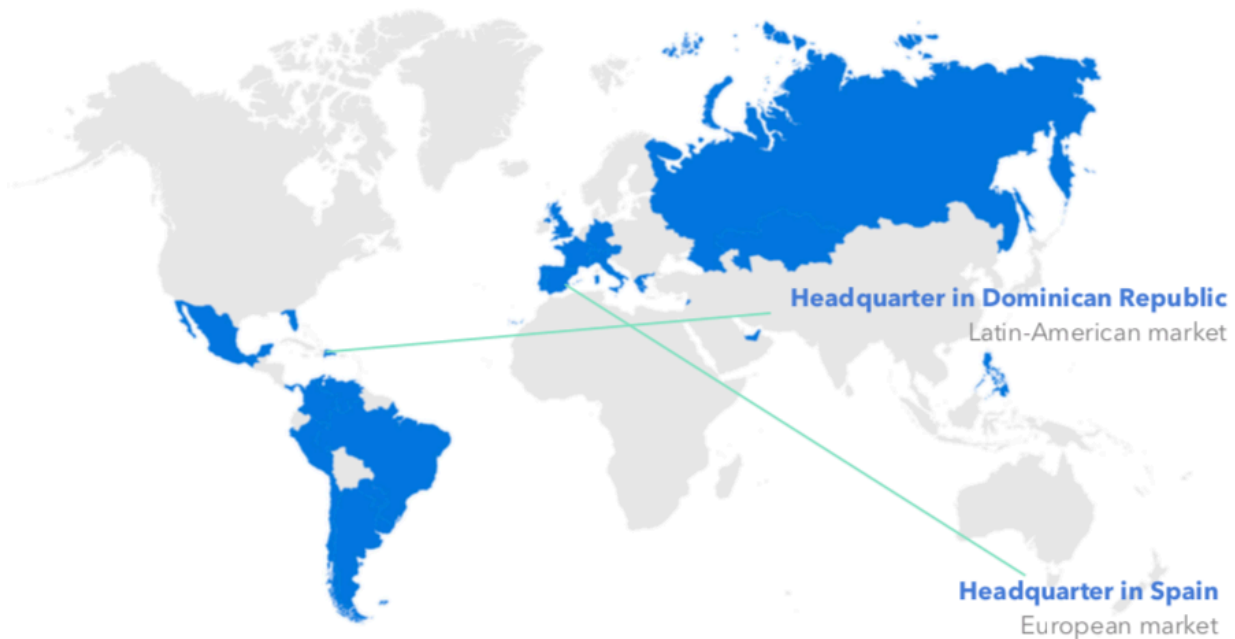 Headquarter in Dominican Republic
Latin-American market
Headquarter in Spain
European market